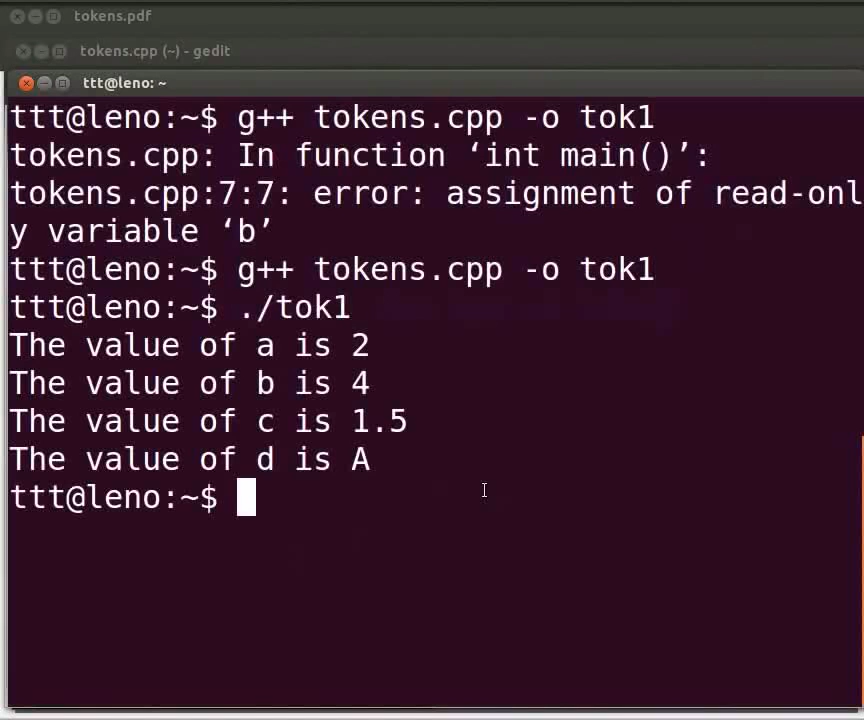 tokens.pdf
tokens.cpp (~) - gedit
ttt@leno: ~
ttt@leno:~$ g++ tokens.cpp -o tok1
tokens.cpp: In function ‘int main()’:
tokens.cpp:7:7: error: assignment of read-onl
y variable ‘b’
ttt@leno:~$ g++ tokens.cpp -o tok1
ttt@leno:~$ ./tok1
The value of a is 2
The value of b is 4
The value of c is 1.5
The value of d is A
ttt@leno:~$